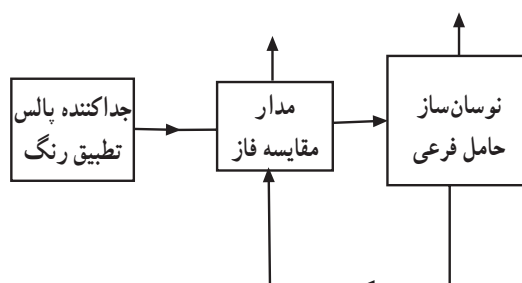 جداکننده پالس
تطبیق رنگ
مدار
مقایسه فاز
نوسان‌ساز
حامل فرعی